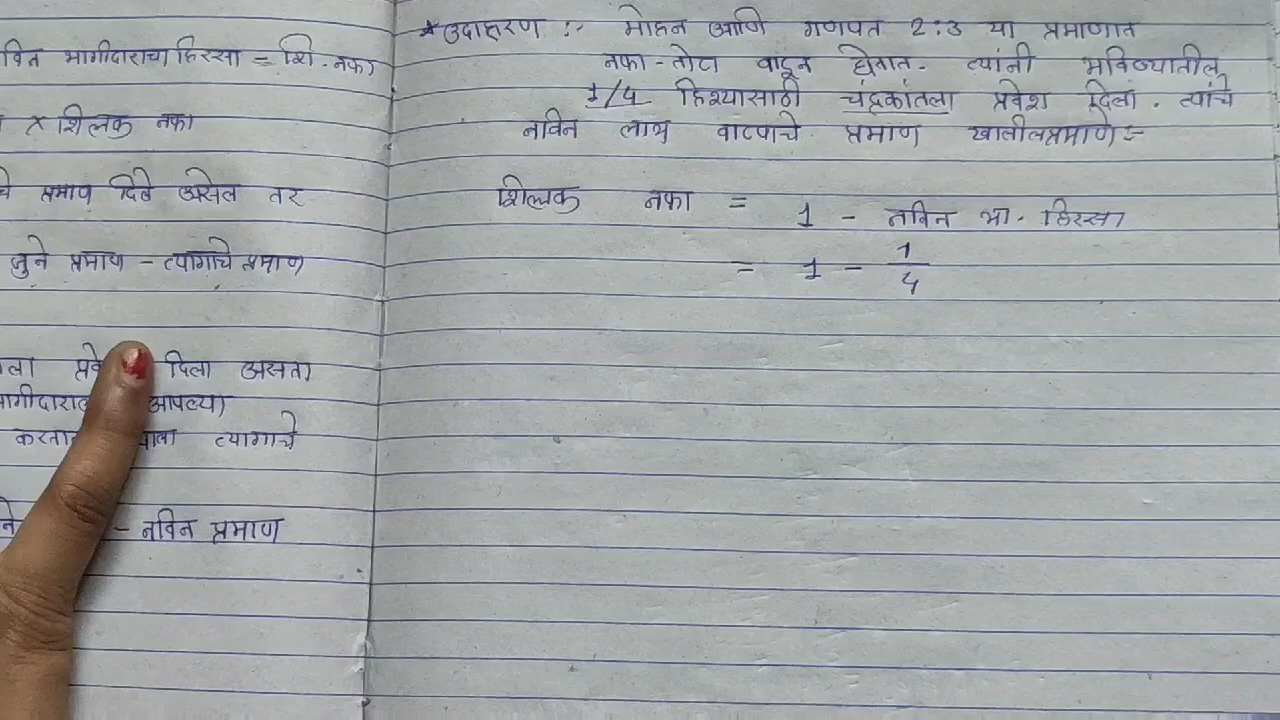 भागीदाराचा हिस्सा = शि. नफा
x शिल्लक नफा
प्रमाण दिले असेल तर
जुने प्रमाण - त्यागाचे प्रमाण
दिला असता
आपल्या
त्यागाचे
- नविन प्रमाण
* उदाहरण :- मोहन आणि गणपत 2:3 या प्रमाणात
नफा-तोटा वाटून घेतात. त्यांनी भविष्यातील
1/4 हिश्यासाठी चंद्रकांतला प्रवेश दिला. त्यांचे
नविन लाभ वाटपाचे प्रमाण खालीलप्रमाणे :-
शिल्लक नफा = 1 - नविन भा. हिस्सा
= 1 - 1/4